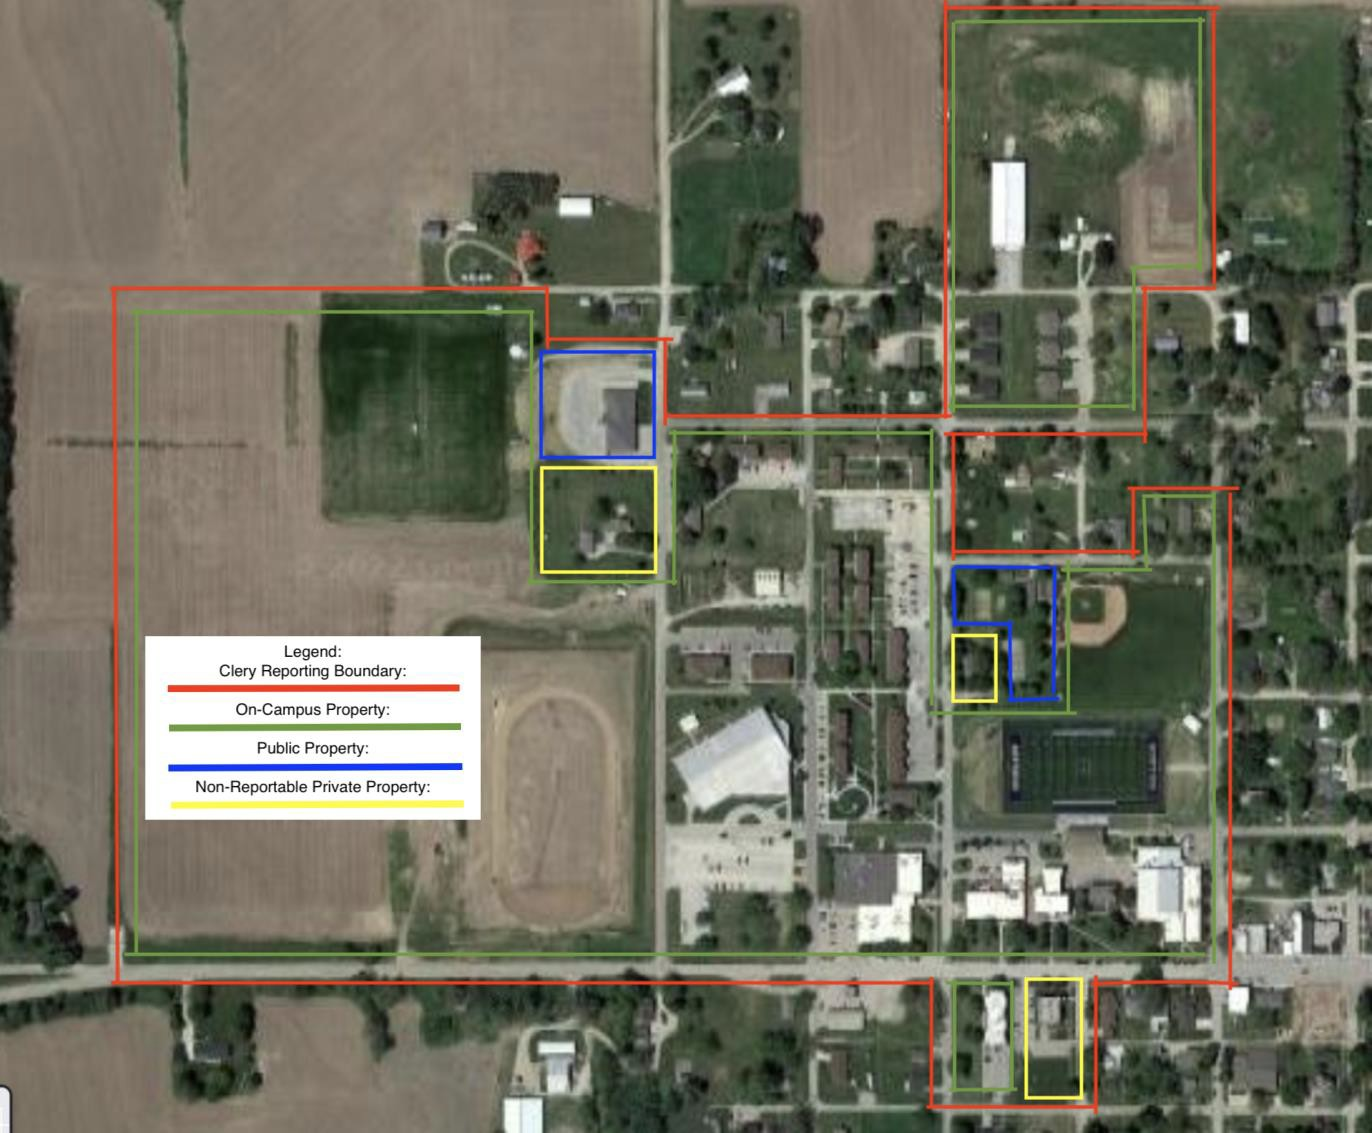 Legend:
Clery Reporting Boundary:
On-Campus Property:
Public Property:
Non-Reportable Private Property: